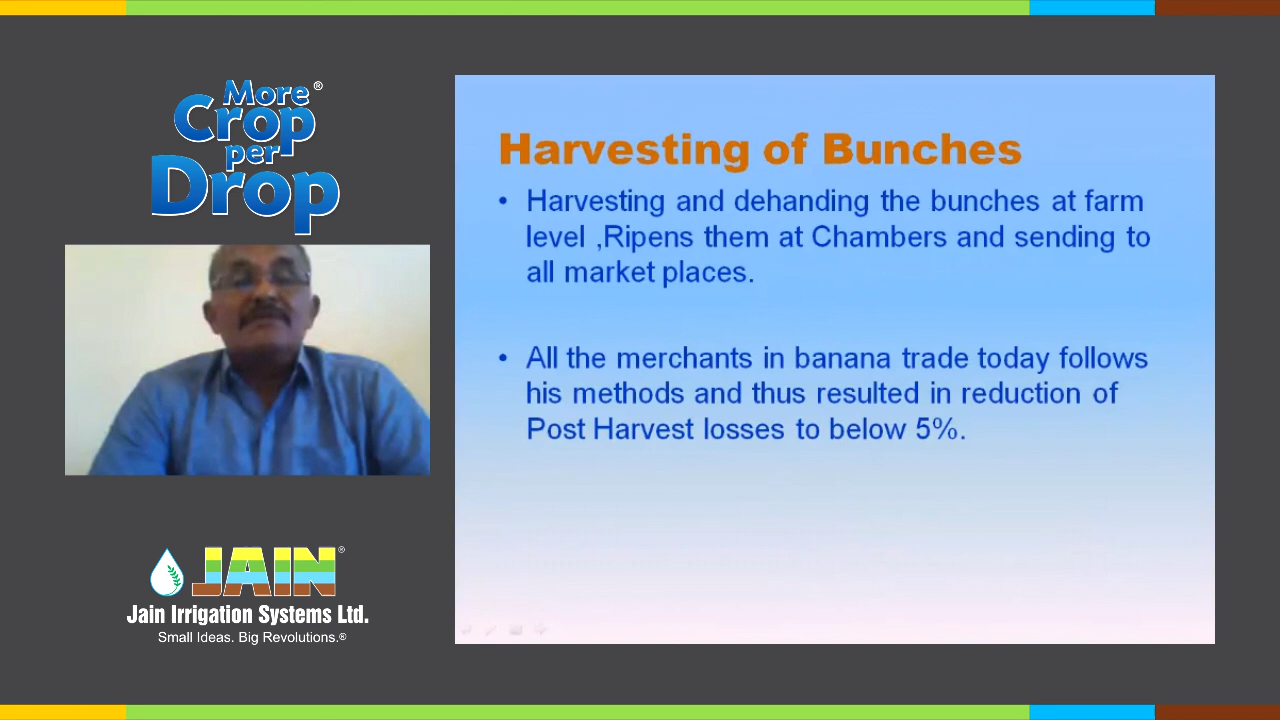 More®
Crop
per
Drop
Harvesting of Bunches
• Harvesting and dehanding the bunches at farm
level ,Ripens them at Chambers and sending to
all market places.
• All the merchants in banana trade today follows
his methods and thus resulted in reduction of
Post Harvest losses to below 5%.
JAIN®
Jain Irrigation Systems Ltd.
Small Ideas. Big Revolutions.®